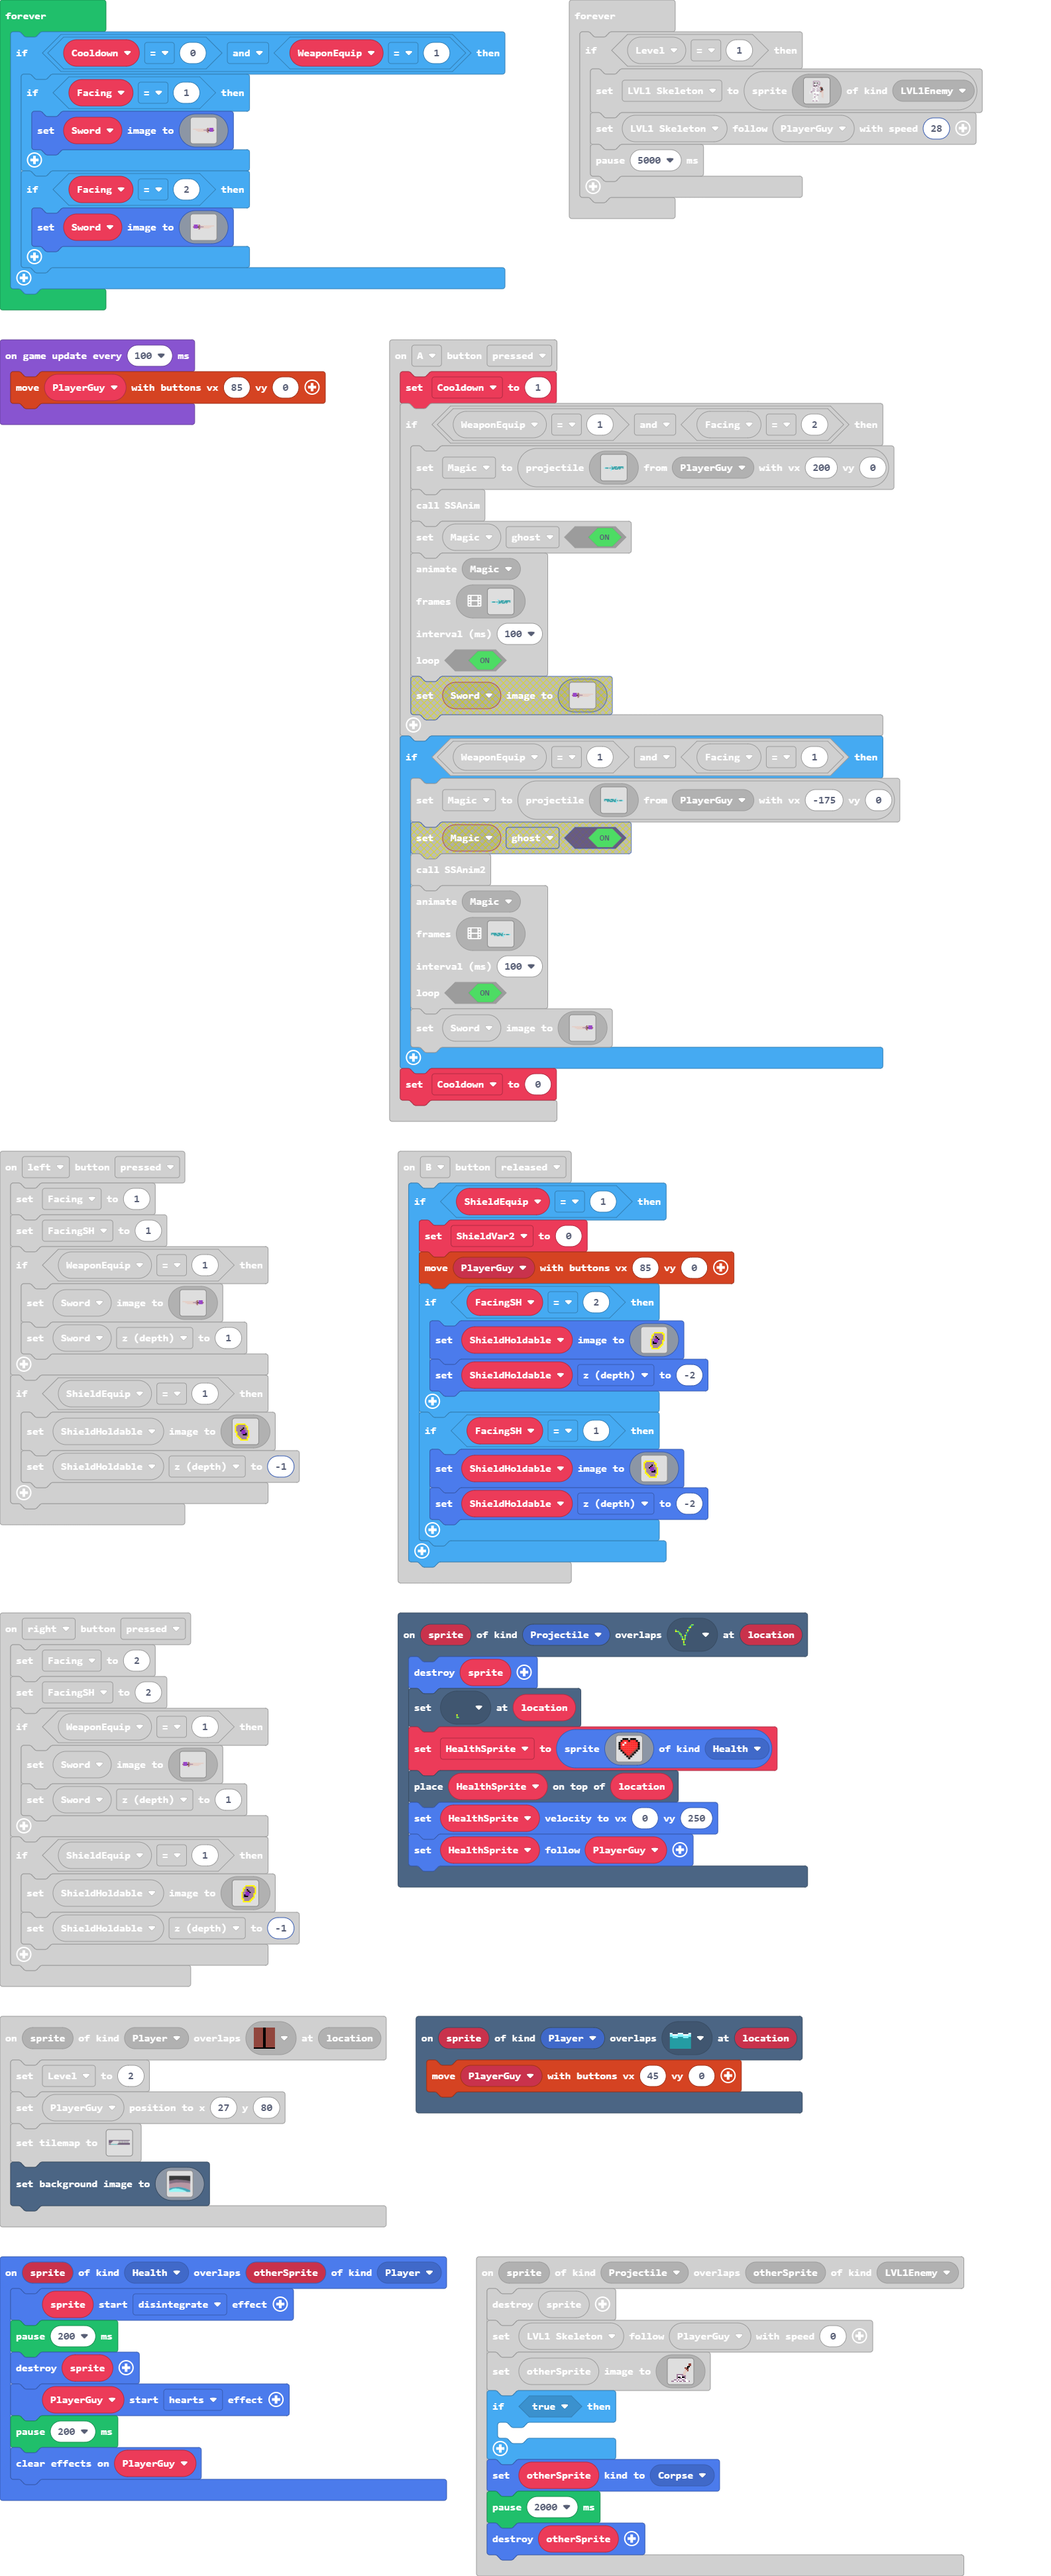 forever
if Cooldown = 0 and WeaponEquip = 1 then
if Facing = 1 then
set Sword image to
if Facing = 2 then
set Sword image to
forever
if Level = 1 then
set LVL1 Skeleton to sprite of kind LVL1Enemy
set LVL1 Skeleton follow PlayerGuy with speed 28
pause 5000 ms
on game update every 100 ms
move PlayerGuy with buttons vx 85 vy 0
on A button pressed
set Cooldown to 1
if WeaponEquip = 1 and Facing = 2 then
set Magic to projectile from PlayerGuy with vx 200 vy 0
call SSAnim
set Magic ghost ON
animate Magic
frames
interval (ms) 100
loop ON
set Sword image to
if WeaponEquip = 1 and Facing = 1 then
set Magic to projectile from PlayerGuy with vx -175 vy 0
set Magic ghost ON
call SSAnim2
animate Magic
frames
interval (ms) 100
loop ON
set Sword image to
set Cooldown to 0
on left button pressed
set Facing to 1
set FacingSH to 1
if WeaponEquip = 1 then
set Sword image to
set Sword z (depth) to 1
if ShieldEquip = 1 then
set ShieldHoldable image to
set ShieldHoldable z (depth) to -1
on B button released
if ShieldEquip = 1 then
set ShieldVar2 to 0
move PlayerGuy with buttons vx 85 vy 0
if FacingSH = 2 then
set ShieldHoldable image to
set ShieldHoldable z (depth) to -2
if FacingSH = 1 then
set ShieldHoldable image to
set ShieldHoldable z (depth) to -2
on right button pressed
set Facing to 2
set FacingSH to 2
if WeaponEquip = 1 then
set Sword image to
set Sword z (depth) to 1
if ShieldEquip = 1 then
set ShieldHoldable image to
set ShieldHoldable z (depth) to -1
on sprite of kind Projectile overlaps at location
destroy sprite
set at location
set HealthSprite to sprite of kind Health
place HealthSprite on top of location
set HealthSprite velocity to vx 0 vy 250
set HealthSprite follow PlayerGuy
on sprite of kind Player overlaps at location
set Level to 2
set PlayerGuy position to x 27 y 80
set tilemap to
set background image to
on sprite of kind Player overlaps at location
move PlayerGuy with buttons vx 45 vy 0
on sprite of kind Health overlaps otherSprite of kind Player
sprite start disintegrate effect
pause 200 ms
destroy sprite
PlayerGuy start hearts effect
pause 200 ms
clear effects on PlayerGuy
on sprite of kind Projectile overlaps otherSprite of kind LVL1Enemy
destroy sprite
set LVL1 Skeleton follow PlayerGuy with speed 0
set otherSprite image to
if true then
set otherSprite kind to Corpse
pause 2000 ms
destroy otherSprite